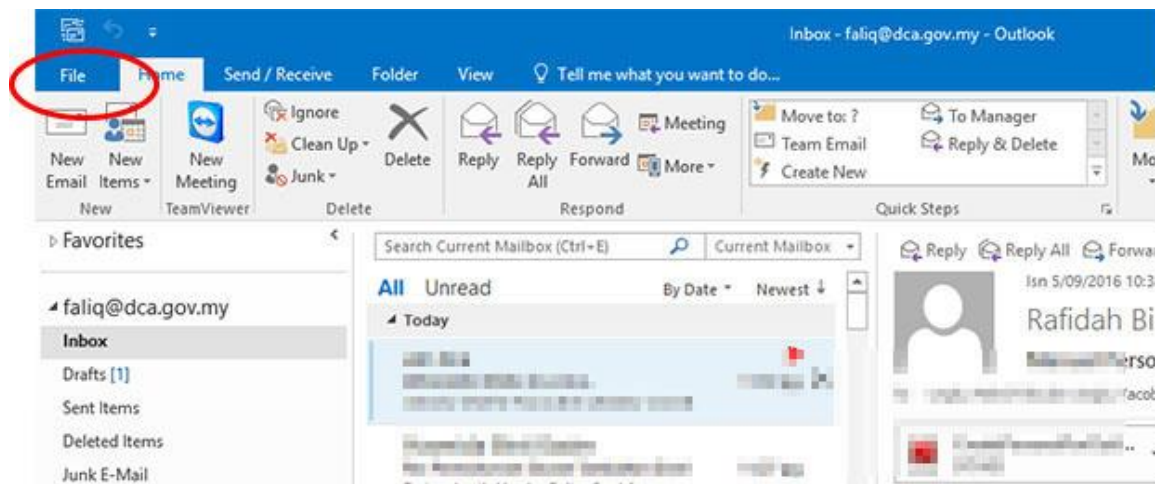 Inbox - faliq@dca.gov.my - Outlook
File Home Send / Receive Folder View Tell me what you want to do...
New Email
New Items
New Meeting
Ignore
Clean Up
Junk
Delete
Reply
Reply All
Forward
Meeting
More
Move to: ?
Team Email
Create New
To Manager
Reply & Delete
New TeamViewer Delete Respond Quick Steps
Favorites
Search Current Mailbox (Ctrl+E) Current Mailbox
All Unread By Date Newest
Today
faliq@dca.gov.my
Inbox
Drafts [1]
Sent Items
Deleted Items
Junk E-Mail
Reply Reply All
Isn 5/09/2016 10:3
Rafidah Bi